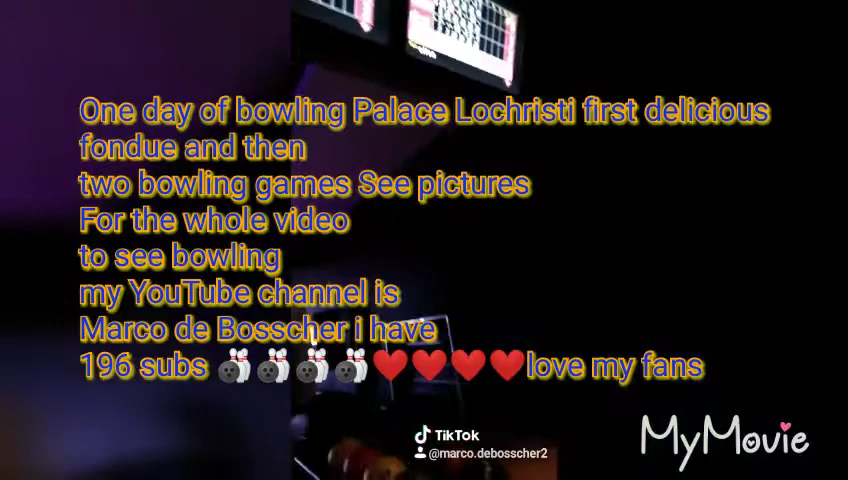 One day of bowling Palace Lochristi first delicious
fondue and then
two bowling games See pictures
For the whole video
to see bowling
my YouTube channel is
Marco de Bosscher i have
196 subs 🎳🎳🎳🎳❤️❤️❤️❤️love my fans
TikTok
@marco.debosscher2
MyMovie